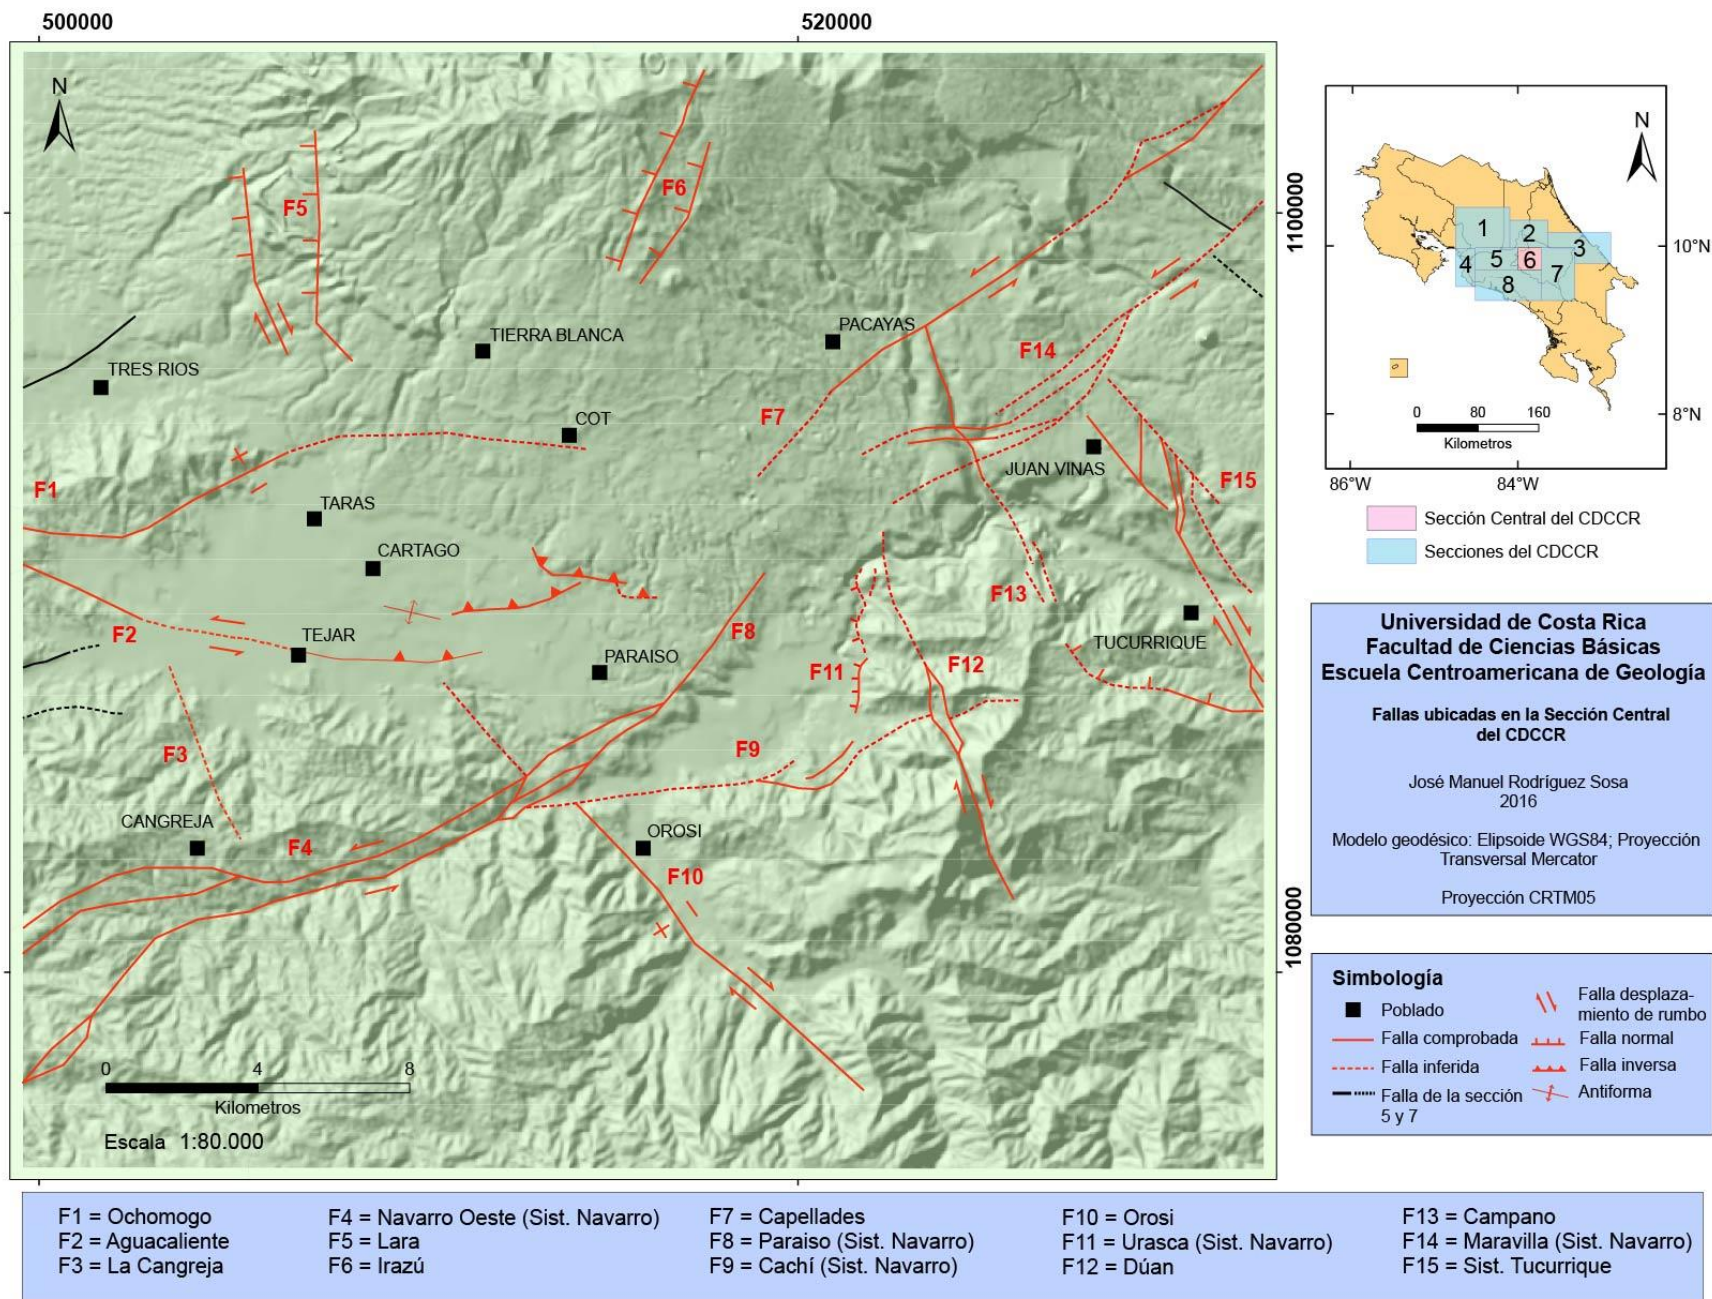 500000
520000
N
F6
F5
1100000
TIERRA BLANCA
PACAYAS
F14
TRES RIOS
F7
COT
JUAN VIÑAS
F15
F1
TARAS
CARTAGO
F13
F2
TEJAR
F8
PARAISO
F11
F12
TUCURRIQUE
F3
F9
CANGREJA
F4
OROSI
F10
1080000
0 4 8
Kilometros
Escala 1:80.000
N
1
2
3
4
5
6
7
8
10°N
8°N
0 80 160
Kilometros
86°W
84°W
Sección Central del CDCCR
Secciones del CDCCR
Universidad de Costa Rica
Facultad de Ciencias Básicas
Escuela Centroamericana de Geología
Fallas ubicadas en la Sección Central
del CDCCR
José Manuel Rodríguez Sosa
2016
Modelo geodésico: Elipsoide WGS84; Proyección
Transversal Mercator
Proyección CRTM05
Simbología
Poblado
Falla comprobada
Falla inferida
Falla de la sección
5 y 7
Falla desplaza-
miento de rumbo
Falla normal
Falla inversa
Antiforma
F1 = Ochomogo
F2 = Aguacaliente
F3 = La Cangreja
F4 = Navarro Oeste (Sist. Navarro)
F5 = Lara
F6 = Irazú
F7 = Capellades
F8 = Paraiso (Sist. Navarro)
F9 = Cachí (Sist. Navarro)
F10 = Orosi
F11 = Urasca (Sist. Navarro)
F12 = Dúan
F13 = Campano
F14 = Maravilla (Sist. Navarro)
F15 = Sist. Tucurrique